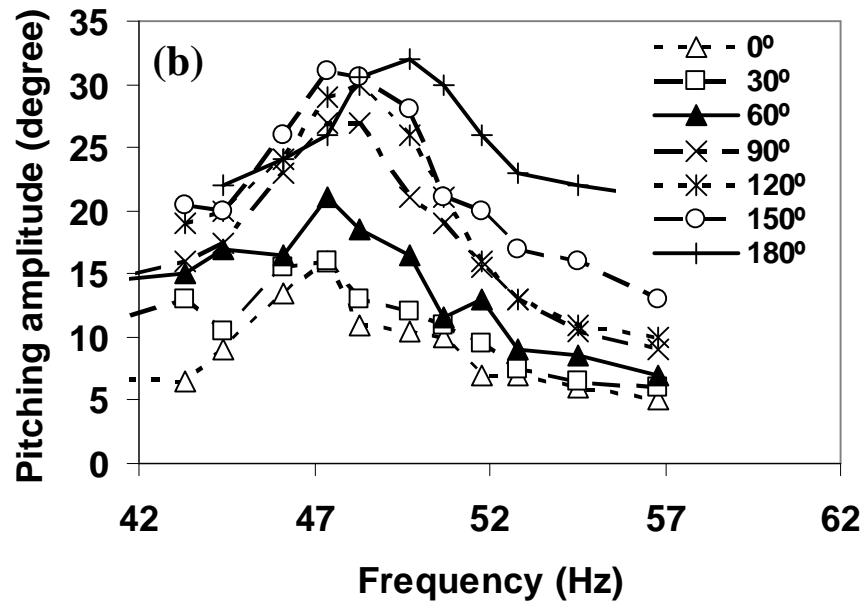 (b)
Pitching amplitude (degree)
35
30
25
20
15
10
5
0
42 47 52 57 62
Frequency (Hz)
0º
30º
60º
90º
120º
150º
180º